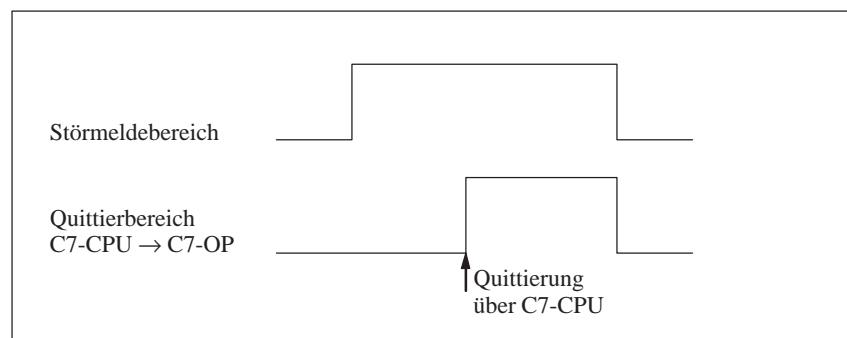 Störmeldebereich
Quittierbereich
C7-CPU → C7-OP
Quittierung
über C7-CPU